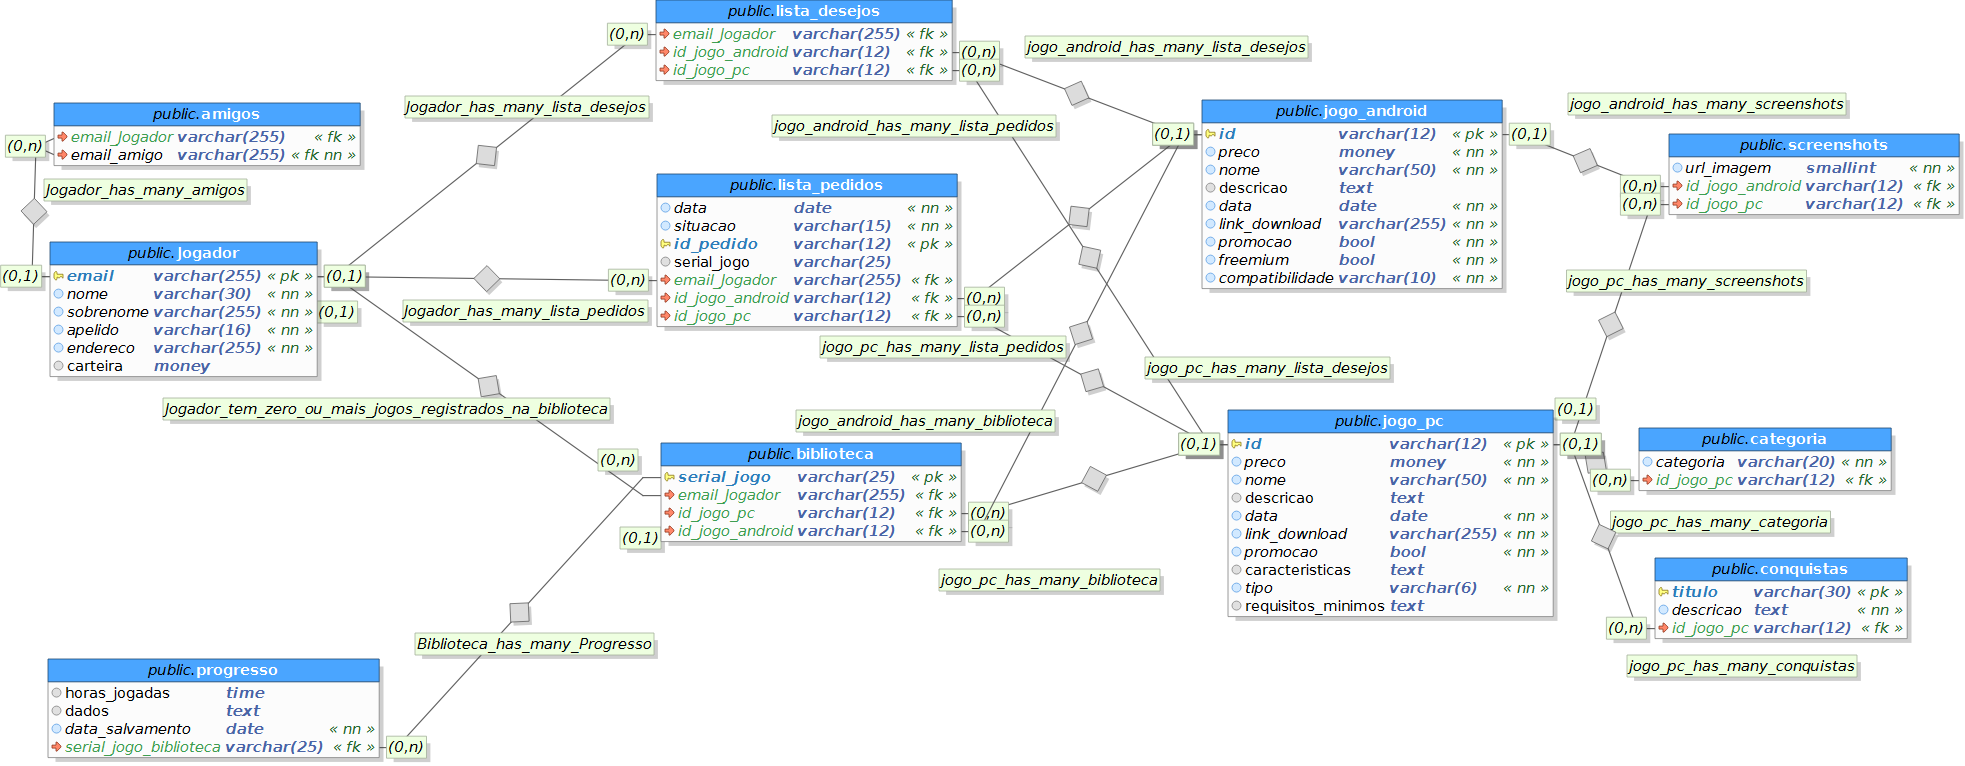 public.lista_desejos
email_Jogador varchar(255) « fk »
id_jogo_android varchar(12) « fk »
id_jogo_pc varchar(12) « fk »
(0,n)
(0,n)
(0,n)
jogo_android_has_many_lista_desejos
Jogador_has_many_lista_desejos
jogo_android_has_many_lista_pedidos
public.amigos
email_Jogador varchar(255) « fk »
email_amigo varchar(255) « fk nn »
(0,n)
Jogador_has_many_amigos
public.Jogador
email varchar(255) « pk »
nome varchar(30) « nn »
sobrenome varchar(255) « nn »
apelido varchar(16) « nn »
endereco varchar(255) « nn »
carteira money
(0,1)
(0,1)
(0,1)
public.lista_pedidos
data date « nn »
situacao varchar(15) « nn »
id_pedido varchar(12) « pk »
serial_jogo varchar(25)
email_Jogador varchar(255) « fk »
id_jogo_android varchar(12) « fk »
id_jogo_pc varchar(12) « fk »
(0,n)
(0,n)
(0,n)
Jogador_has_many_lista_pedidos
jogo_pc_has_many_lista_pedidos
public.jogo_android
id varchar(12) « pk »
preco money « nn »
nome varchar(50) « nn »
descricao text
data date « nn »
link_download varchar(255) « nn »
promocao bool « nn »
freemium bool « nn »
compatibilidade varchar(10) « nn »
(0,1)
(0,1)
jogo_android_has_many_screenshots
public.screenshots
url_imagem smallint « nn »
id_jogo_android varchar(12) « fk »
id_jogo_pc varchar(12) « fk »
(0,n)
(0,n)
jogo_pc_has_many_screenshots
jogo_pc_has_many_lista_desejos
Jogador_tem_zero_ou_mais_jogos_registrados_na_biblioteca
jogo_android_has_many_biblioteca
public.biblioteca
serial_jogo varchar(25) « pk »
email_Jogador varchar(255) « fk »
id_jogo_pc varchar(12) « fk »
id_jogo_android varchar(12) « fk »
(0,n)
(0,1)
(0,n)
(0,n)
jogo_pc_has_many_biblioteca
public.jogo_pc
id varchar(12) « pk »
preco money « nn »
nome varchar(50) « nn »
descricao text
data date « nn »
link_download varchar(255) « nn »
promocao bool « nn »
caracteristicas text
tipo varchar(6) « nn »
requisitos_minimos text
(0,1)
(0,1)
(0,1)
public.categoria
categoria varchar(20) « nn »
id_jogo_pc varchar(12) « fk »
(0,n)
jogo_pc_has_many_categoria
public.conquistas
titulo varchar(30) « pk »
descricao text « nn »
id_jogo_pc varchar(12) « fk »
(0,n)
jogo_pc_has_many_conquistas
Biblioteca_has_many_Progresso
public.progresso
horas_jogadas time
dados text
data_salvamento date « nn »
serial_jogo_biblioteca varchar(25) « fk »
(0,n)